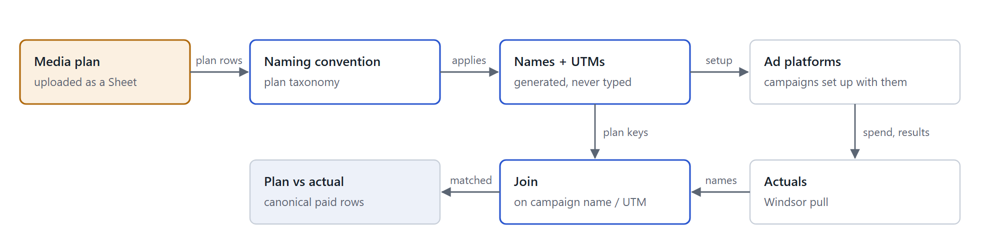 Media plan
uploaded as a Sheet
plan rows
Naming convention
plan taxonomy
applies
Names + UTMs
generated, never typed
setup
Ad platforms
campaigns set up with them
plan keys
spend, results
Plan vs actual
canonical paid rows
matched
Join
on campaign name / UTM
names
Actuals
Windsor pull